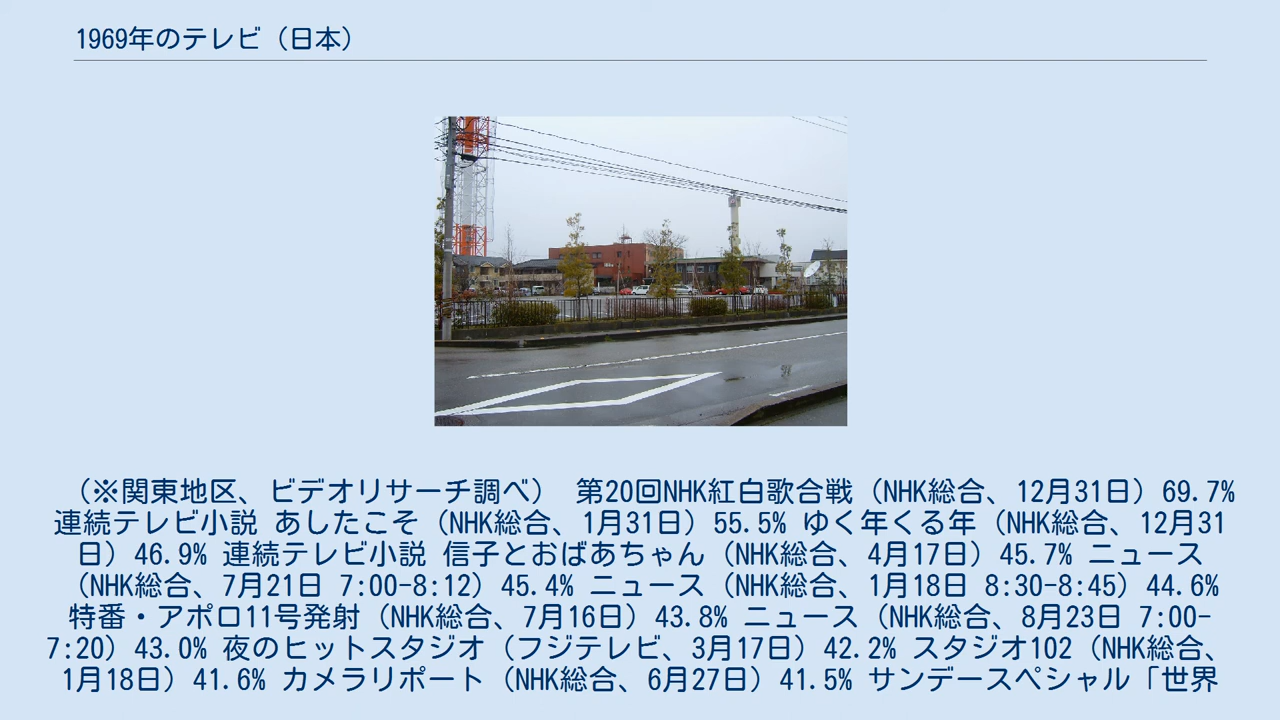 1969年のテレビ（日本）
（※関東地区、ビデオリサーチ調べ） 第20回NHK紅白歌合戦（NHK総合、12月31日）69.7%
連続テレビ小説 あしたこそ（NHK総合、1月31日）55.5% ゆく年くる年（NHK総合、12月31
日）46.9% 連続テレビ小説 信子とおばあちゃん（NHK総合、4月17日）45.7% ニュース
（NHK総合、7月21日 7:00-8:12）45.4% ニュース（NHK総合、1月18日 8:30-8:45）44.6%
特番・アポロ11号発射（NHK総合、7月16日）43.8% ニュース（NHK総合、8月23日 7:00-
7:20）43.0% 夜のヒットスタジオ（フジテレビ、3月17日）42.2% スタジオ102（NHK総合、
1月18日）41.6% カメラリポート（NHK総合、6月27日）41.5% サンデースペシャル「世界